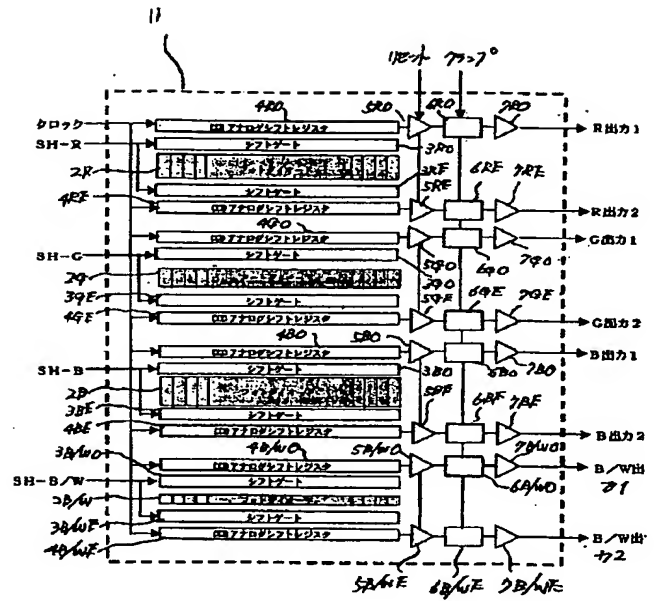 11
リセット クランプ
4RO 5RO 6RO 7RO
クロック CCDアナログシフトレジスタ R出力1
SH-R シフトゲート 3RO
2R 3RE
シフトゲート 5RE 6RE 7RE
4RE CCDアナログシフトレジスタ R出力2
4GO
CCDアナログシフトレジスタ G出力1
SH-G シフトゲート 5GO 6GO 7GO
2G 3GO
5GE 6GE 7GE
3GE シフトゲート
4GE CCDアナログシフトレジスタ G出力2
4BO 5BO
CCDアナログシフトレジスタ B出力1
SH-B シフトゲート 3BO 6BO 7BO
2B 5BE 6BE 7BE
3BE シフトゲート
4BE CCDアナログシフトレジスタ B出力2
4B/WO 5B/WO 7B/WO
3B/WO CCDアナログシフトレジスタ B/W出力1
SH-B/W シフトゲート 6B/WO
2B/W
3B/WE シフトゲート
4B/WE CCDアナログシフトレジスタ B/W出力2
5B/WE 6B/WE 7B/WE